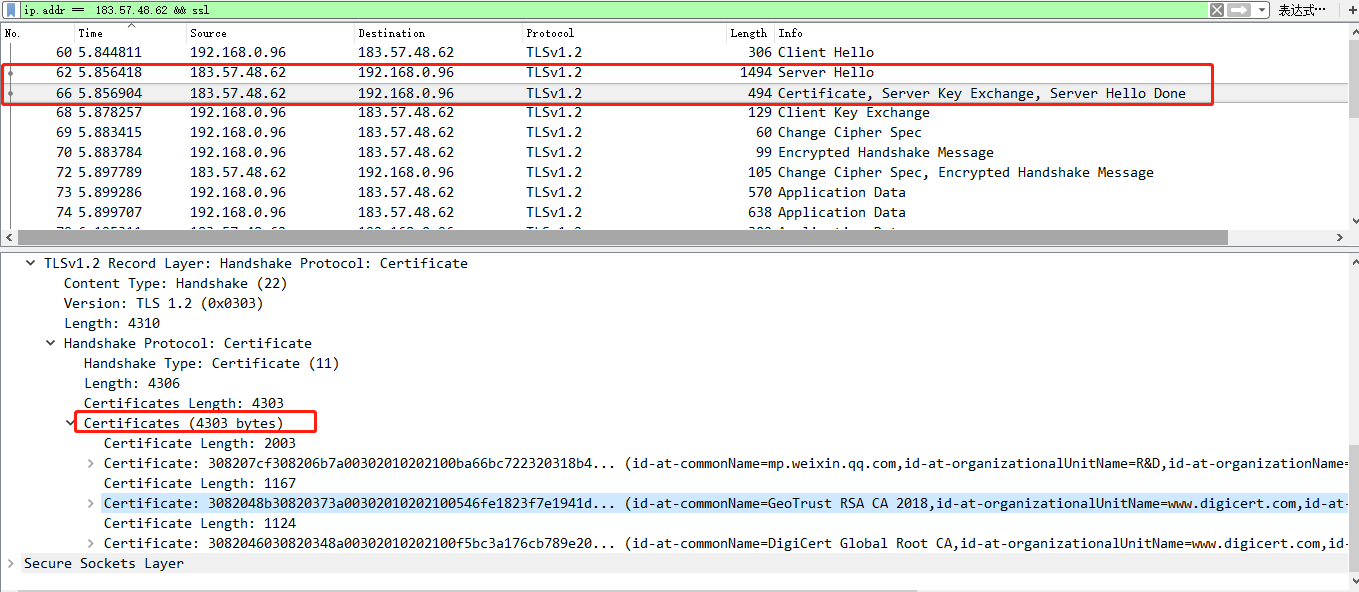 ip.addr == 183.57.48.62 && ssl 表达式… +
No. Time Source Destination Protocol Length Info
60 5.844811 192.168.0.96 183.57.48.62 TLSv1.2 306 Client Hello
62 5.856418 183.57.48.62 192.168.0.96 TLSv1.2 1494 Server Hello
66 5.856904 183.57.48.62 192.168.0.96 TLSv1.2 494 Certificate, Server Key Exchange, Server Hello Done
68 5.878257 192.168.0.96 183.57.48.62 TLSv1.2 129 Client Key Exchange
69 5.883415 192.168.0.96 183.57.48.62 TLSv1.2 60 Change Cipher Spec
70 5.883784 192.168.0.96 183.57.48.62 TLSv1.2 99 Encrypted Handshake Message
72 5.897789 183.57.48.62 192.168.0.96 TLSv1.2 105 Change Cipher Spec, Encrypted Handshake Message
73 5.899286 192.168.0.96 183.57.48.62 TLSv1.2 570 Application Data
74 5.899707 192.168.0.96 183.57.48.62 TLSv1.2 638 Application Data
TLSv1.2 Record Layer: Handshake Protocol: Certificate
Content Type: Handshake (22)
Version: TLS 1.2 (0x0303)
Length: 4310
Handshake Protocol: Certificate
Handshake Type: Certificate (11)
Length: 4306
Certificates Length: 4303
Certificates (4303 bytes)
Certificate Length: 2003
Certificate: 308207cf308206b7a00302010202100ba66bc722320318b4... (id-at-commonName=mp.weixin.qq.com,id-at-organizationalUnitName=R&D,id-at-organizationName=
Certificate Length: 1167
Certificate: 3082048b30820373a00302010202100546fe1823f7e1941d... (id-at-commonName=GeoTrust RSA CA 2018,id-at-organizationalUnitName=www.digicert.com,id-at-
Certificate Length: 1124
Certificate: 3082046030820348a00302010202100f5bc3a176cb789e20... (id-at-commonName=DigiCert Global Root CA,id-at-organizationalUnitName=www.digicert.com,id-
Secure Sockets Layer